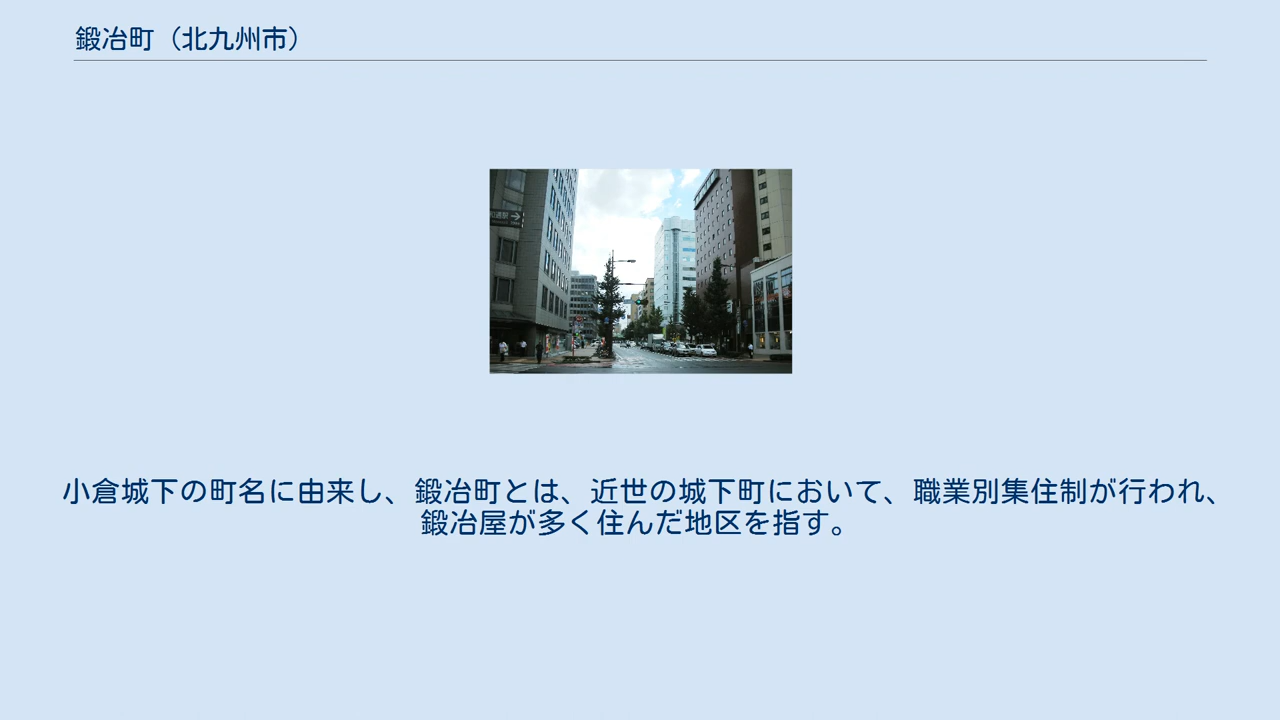 鍛冶町（北九州市）
小倉城下の町名に由来し、鍛冶町とは、近世の城下町において、職業別集住制が行われ、
鍛冶屋が多く住んだ地区を指す。